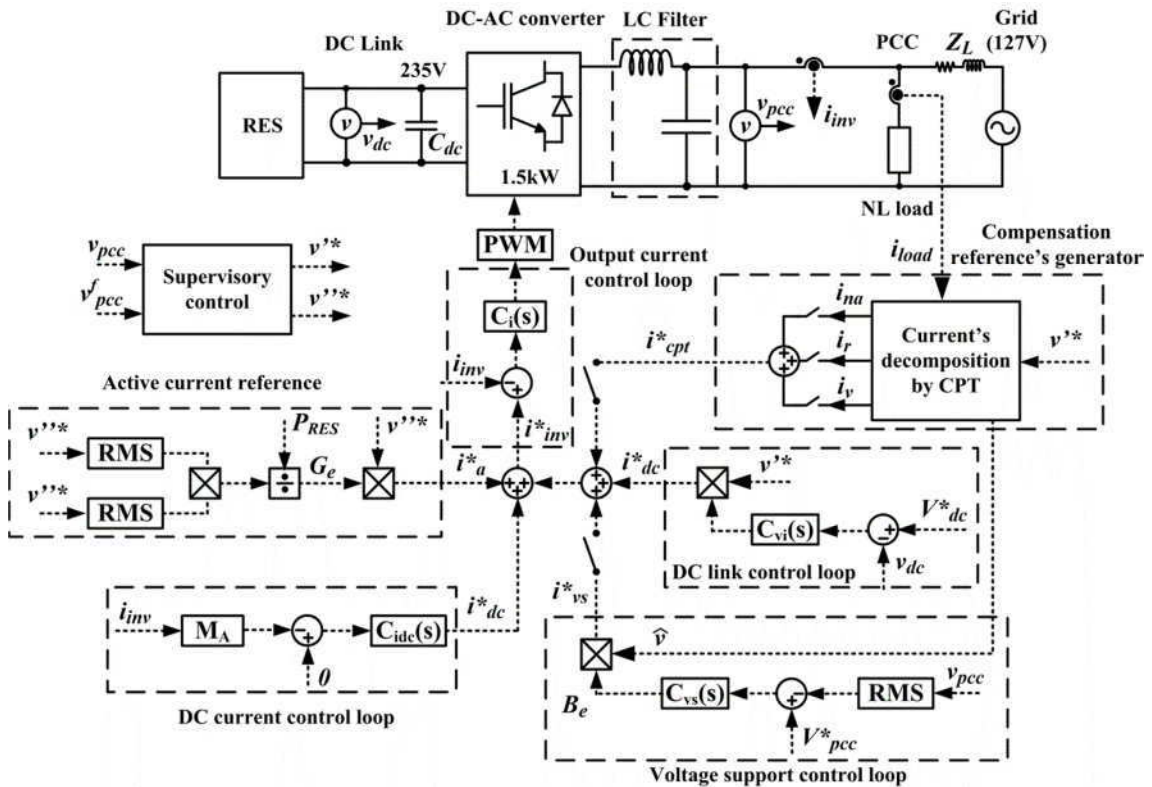 DC-AC converter
LC Filter
Grid
(127V)
DC Link
PCC
Z_L
235V
RES
v
v_dc
C_dc
v
v_pcc
i_inv
1.5kW
NL load
PWM
Output current
control loop
i_load
Compensation
reference's generator
v_pcc
v^f_pcc
Supervisory
control
v'*
v''*
C_i(s)
i_inv
- +
i*_inv
i*_cpt
+ + +
i_na
i_r
i_v
Current's
decomposition
by CPT
v'*
Active current reference
v''*
RMS
v''*
RMS
P_RES
÷
G_e
v''*
i*_a
+ + +
+ + +
i*_dc
v'*
C_vi(s)
- +
V*_dc
v_dc
DC link control loop
i_inv
M_A
- +
0
C_idc(s)
i*_dc
DC current control loop
i*_vs
v̂
B_e
C_vs(s)
+ -
RMS
v_pcc
V*_pcc
Voltage support control loop